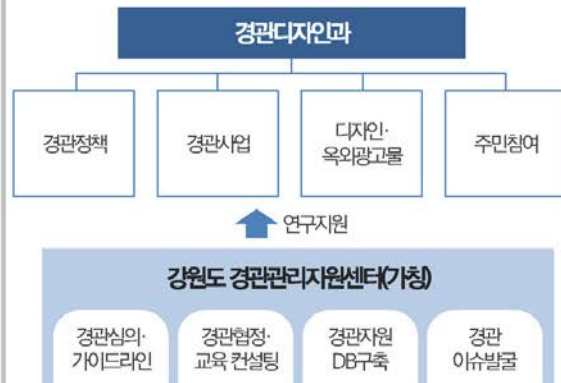 경관디자인과
경관정책
경관사업
디자인·
옥외광고물
주민참여
연구지원
강원도 경관관리지원센터(가칭)
경관심의·
가이드라인
경관협정·
교육 컨설팅
경관자원
DB구축
경관
이슈발굴